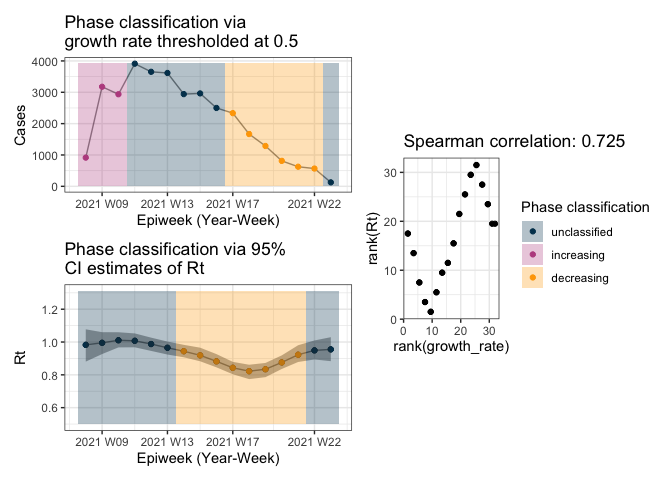 Phase classification via
growth rate thresholded at 0.5
4000
3000
2000
1000
0
Cases
2021 W09
2021 W13
2021 W17
2021 W22
Epiweek (Year-Week)
Phase classification via 95%
CI estimates of Rt
1.2
1.0
0.8
0.6
Rt
2021 W09
2021 W13
2021 W17
2021 W22
Epiweek (Year-Week)
Spearman correlation: 0.725
30
20
10
0
rank(Rt)
0
10
20
30
rank(growth_rate)
Phase classification
unclassified
increasing
decreasing